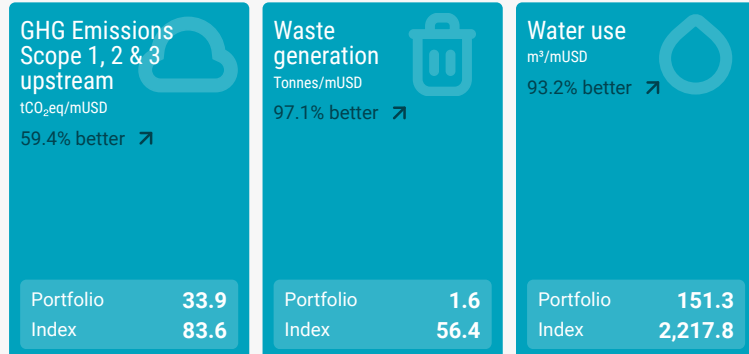 GHG Emissions
Scope 1, 2 & 3
upstream
tCO₂eq/mUSD
59.4% better
Portfolio 33.9
Index 83.6
Waste
generation
Tonnes/mUSD
97.1% better
Portfolio 1.6
Index 56.4
Water use
m³/mUSD
93.2% better
Portfolio 151.3
Index 2,217.8